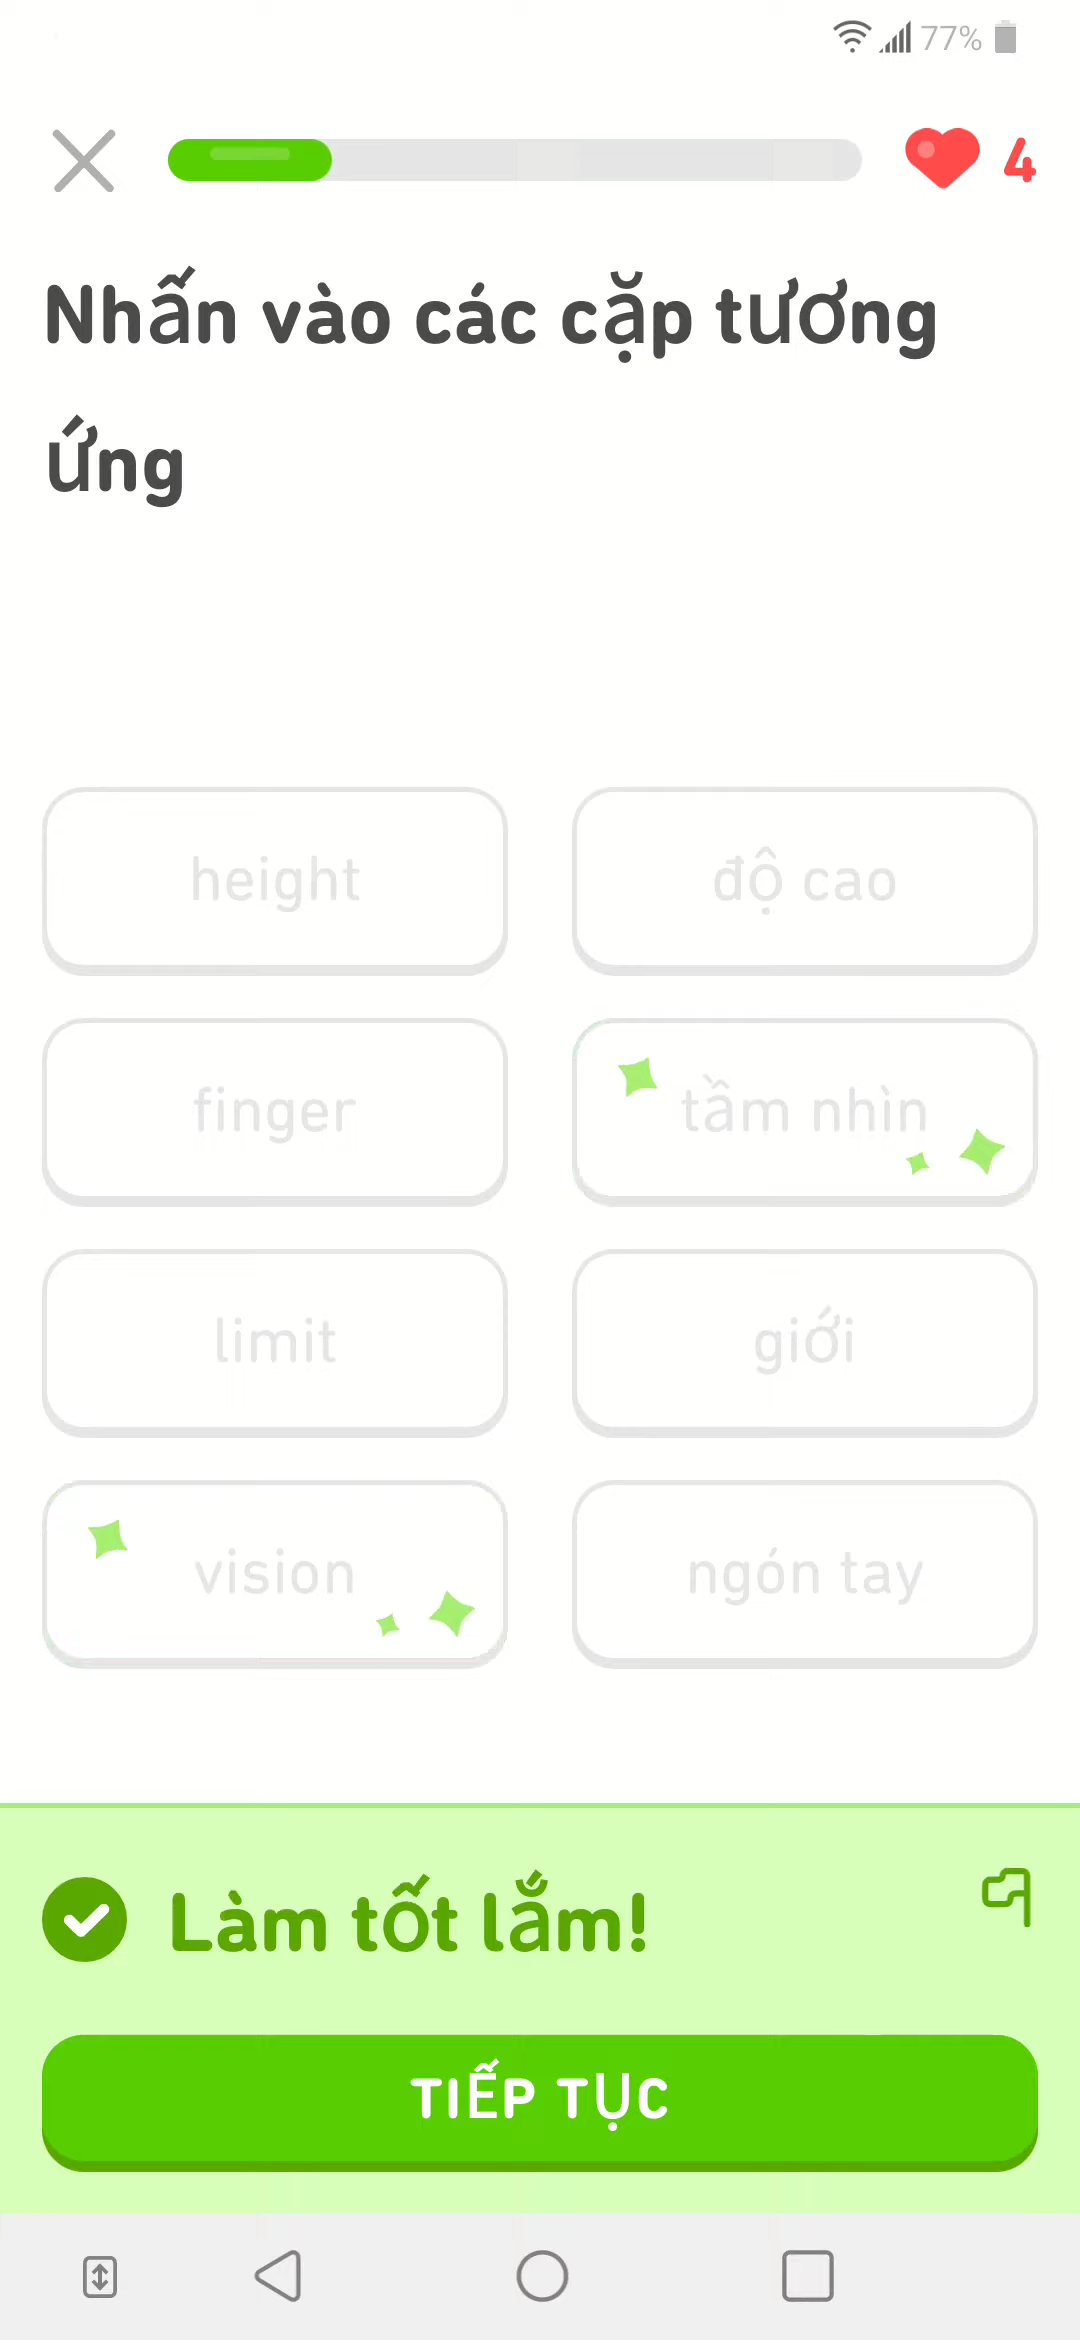 77%
4
Nhấn vào các cặp tương
ứng
height
độ cao
finger
tầm nhìn
limit
giới
vision
ngón tay
Làm tốt lắm!
TIẾP TỤC